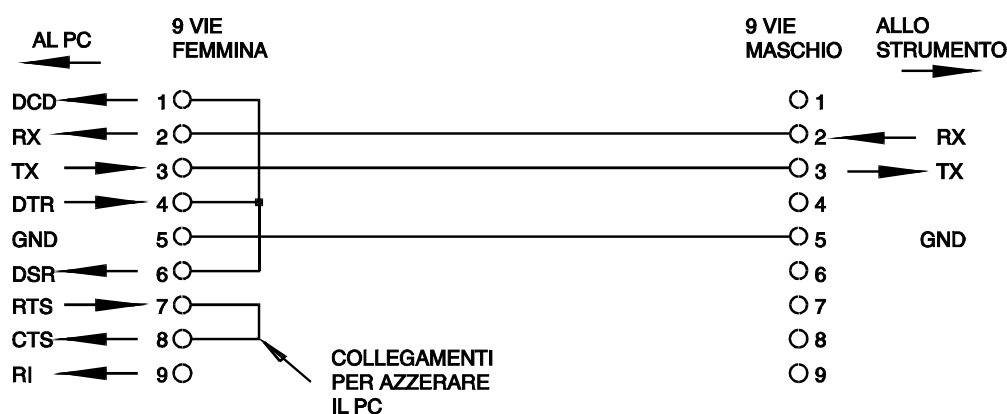 AL PC
9 VIE
FEMMINA
9 VIE
MASCHIO
ALLO
STRUMENTO
DCD 1 1
RX 2 2 RX
TX 3 3 TX
DTR 4 4
GND 5 5 GND
DSR 6 6
RTS 7 7
CTS 8 8
RI 9 9
COLLEGAMENTI
PER AZZERARE
IL PC